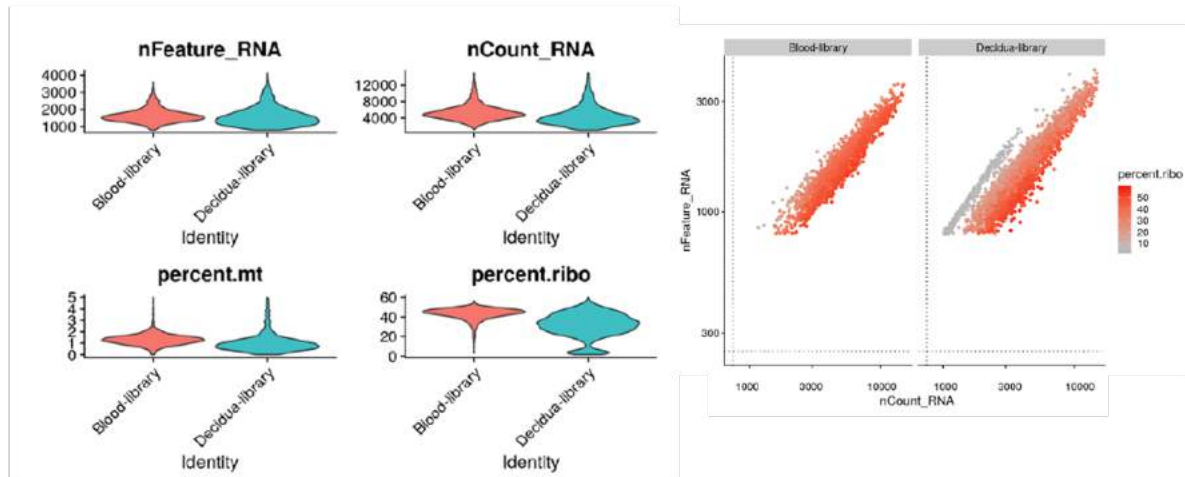 nFeature_RNA
4000
3000
2000
1000
Blood-library
Decidua-library
Identity
nCount_RNA
12000
8000
4000
Blood-library
Decidua-library
Identity
percent.mt
5
4
3
2
1
0
Blood-library
Decidua-library
Identity
percent.ribo
60
40
20
0
Blood-library
Decidua-library
Identity
Blood-library
Decidua-library
nFeature_RNA
3000
1000
300
1000
3000
10000
1000
3000
10000
nCount_RNA
percent.ribo
50
40
30
20
10